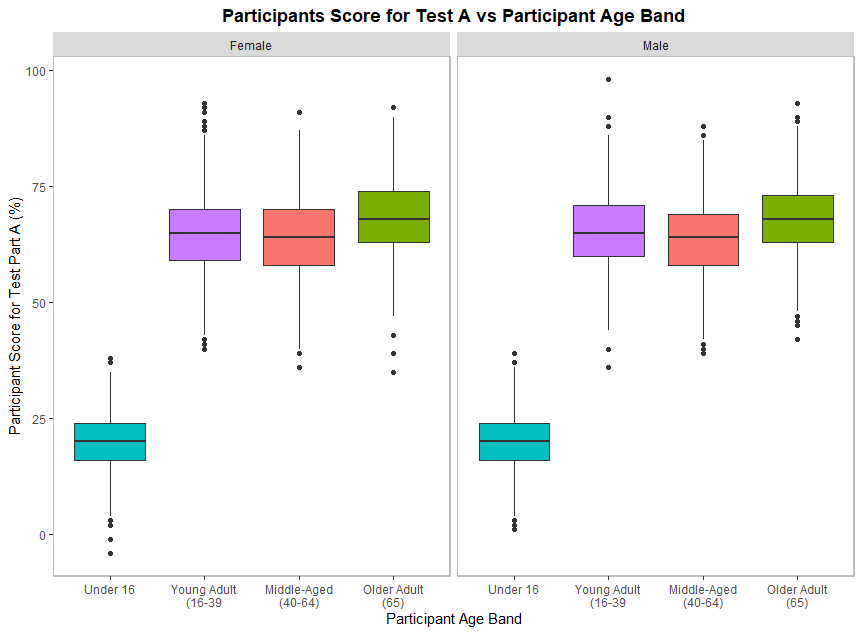 Participants Score for Test A vs Participant Age Band
Female
Male
Participant Score for Test Part A (%)
100
75
50
25
0
Under 16
Young Adult
(16-39
Middle-Aged
(40-64)
Older Adult
(65)
Under 16
Young Adult
(16-39
Middle-Aged
(40-64)
Older Adult
(65)
Participant Age Band